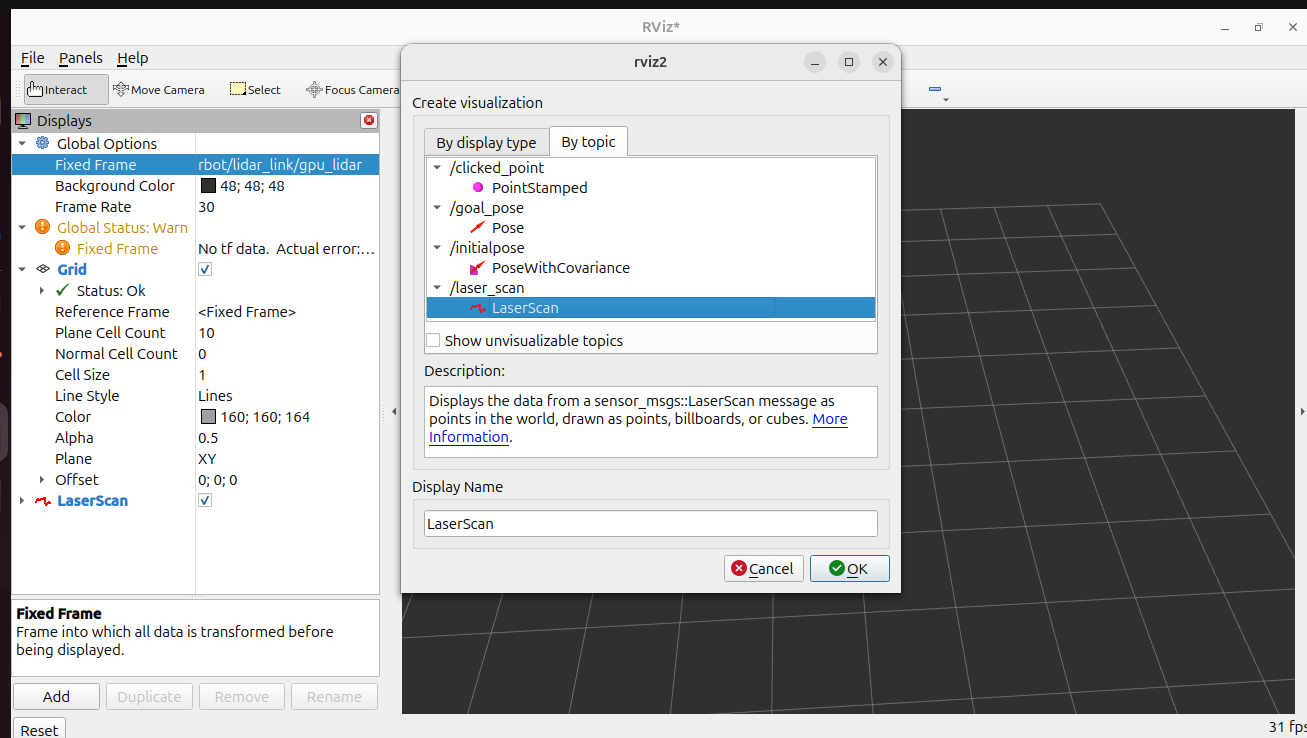 RViz*
File Panels Help
rviz2
Interact Move Camera Select Focus Camera
Create visualization
Displays
By display type By topic
Global Options
Fixed Frame rbot/lidar_link/gpu_lidar
Background Color 48; 48; 48
Frame Rate 30
Global Status: Warn
Fixed Frame No tf data. Actual error:...
Grid
Status: Ok
Reference Frame <Fixed Frame>
Plane Cell Count 10
Normal Cell Count 0
Cell Size 1
Line Style Lines
Color 160; 160; 164
Alpha 0.5
Plane XY
Offset 0; 0; 0
LaserScan
/clicked_point
PointStamped
/goal_pose
Pose
/initialpose
PoseWithCovariance
/laser_scan
LaserScan
Show unvisualizable topics
Description:
Displays the data from a sensor_msgs::LaserScan message as
points in the world, drawn as points, billboards, or cubes. More
Information.
Display Name
LaserScan
Cancel OK
Fixed Frame
Frame into which all data is transformed before
being displayed.
Add Duplicate Remove Rename
Reset
31 fps